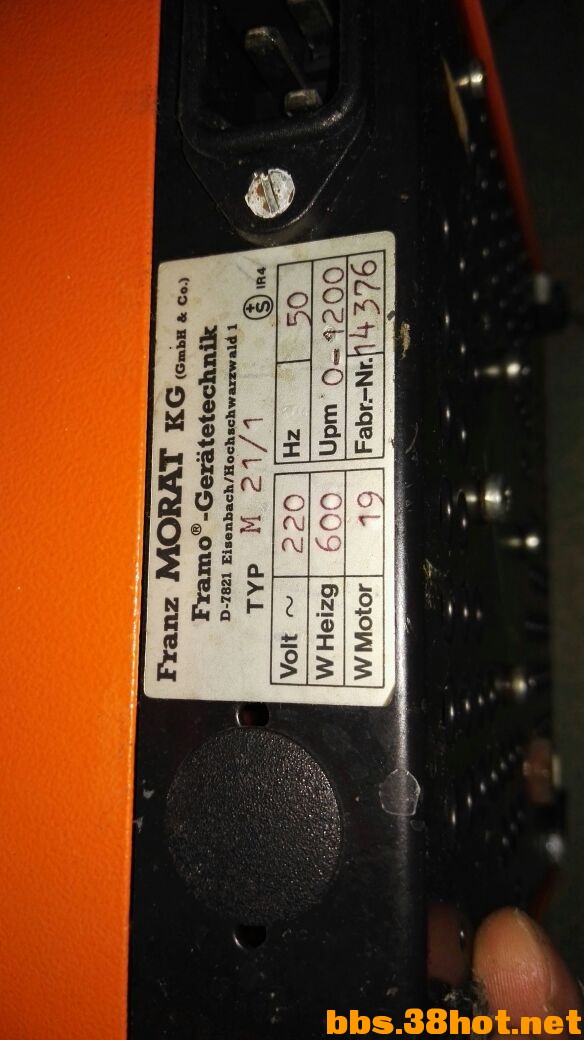 Franz MORAT KG (GmbH & Co.)
Framo®-Gerätetechnik
D-7821 Eisenbach/Hochschwarzwald 1
TYP M 21/1 IR4
Volt ~ 220 Hz 50
W Heizg 600 Upm 0-1200
W Motor 19 Fabr.-Nr. 14376
bbs.38hot.net